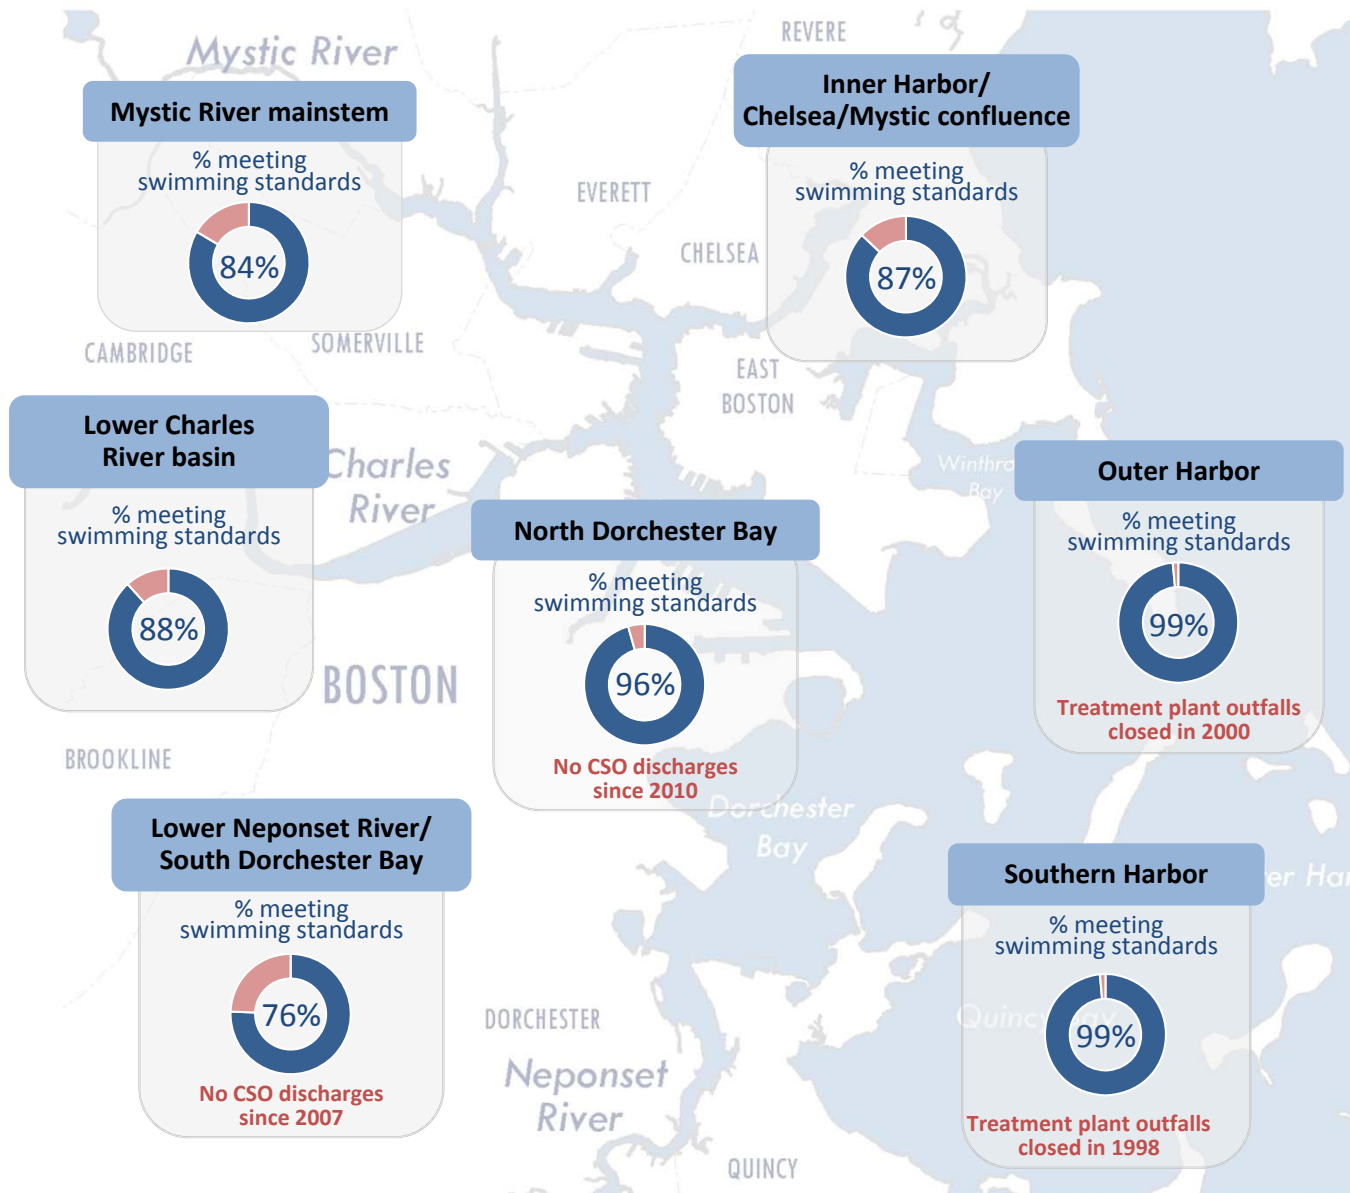 REVERE
Mystic River
Mystic River mainstem
% meeting
swimming standards
84%
Inner Harbor/
Chelsea/Mystic confluence
% meeting
swimming standards
87%
EVERETT
CHELSEA
SOMERVILLE
CAMBRIDGE
EAST
BOSTON
Lower Charles
River basin
% meeting
swimming standards
88%
Charles
River
Bay
Outer Harbor
% meeting
swimming standards
99%
Treatment plant outfalls
closed in 2000
North Dorchester Bay
% meeting
swimming standards
96%
No CSO discharges
since 2010
BOSTON
BROOKLINE
Dorchester
Bay
Lower Neponset River/
South Dorchester Bay
% meeting
swimming standards
76%
No CSO discharges
since 2007
Southern Harbor
% meeting
swimming standards
99%
Treatment plant outfalls
closed in 1998
Quincy Bay
DORCHESTER
Neponset
River
QUINCY